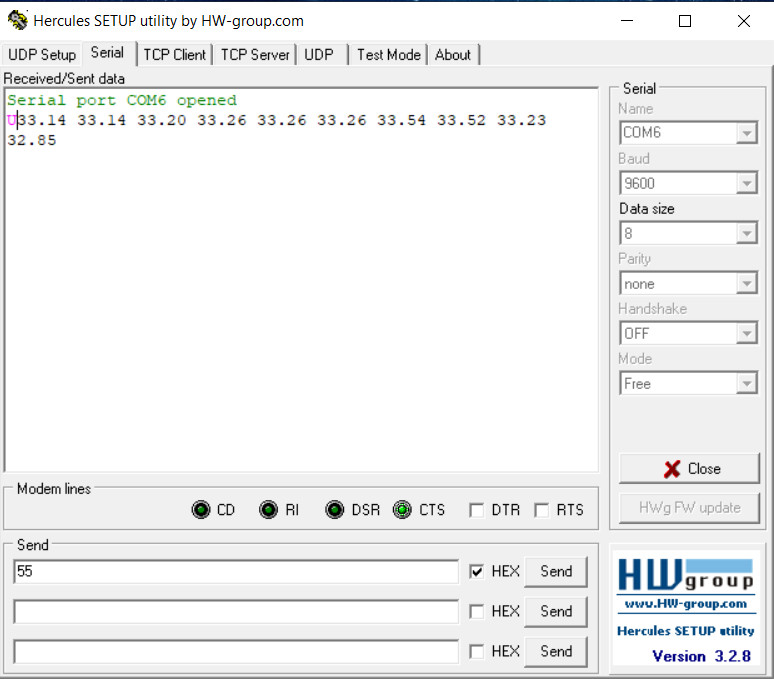 Hercules SETUP utility by HW-group.com
UDP Setup Serial TCP Client TCP Server UDP Test Mode About
Received/Sent data
Serial port COM6 opened
U33.14 33.14 33.20 33.26 33.26 33.26 33.54 33.52 33.23
32.85
Serial
Name
COM6
Baud
9600
Data size
8
Parity
none
Handshake
OFF
Mode
Free
Close
HWg FW update
Modem lines
CD RI DSR CTS DTR RTS
Send
55 HEX Send
HEX Send
HEX Send
HWgroup
www.HW-group.com
Hercules SETUP utility
Version 3.2.8